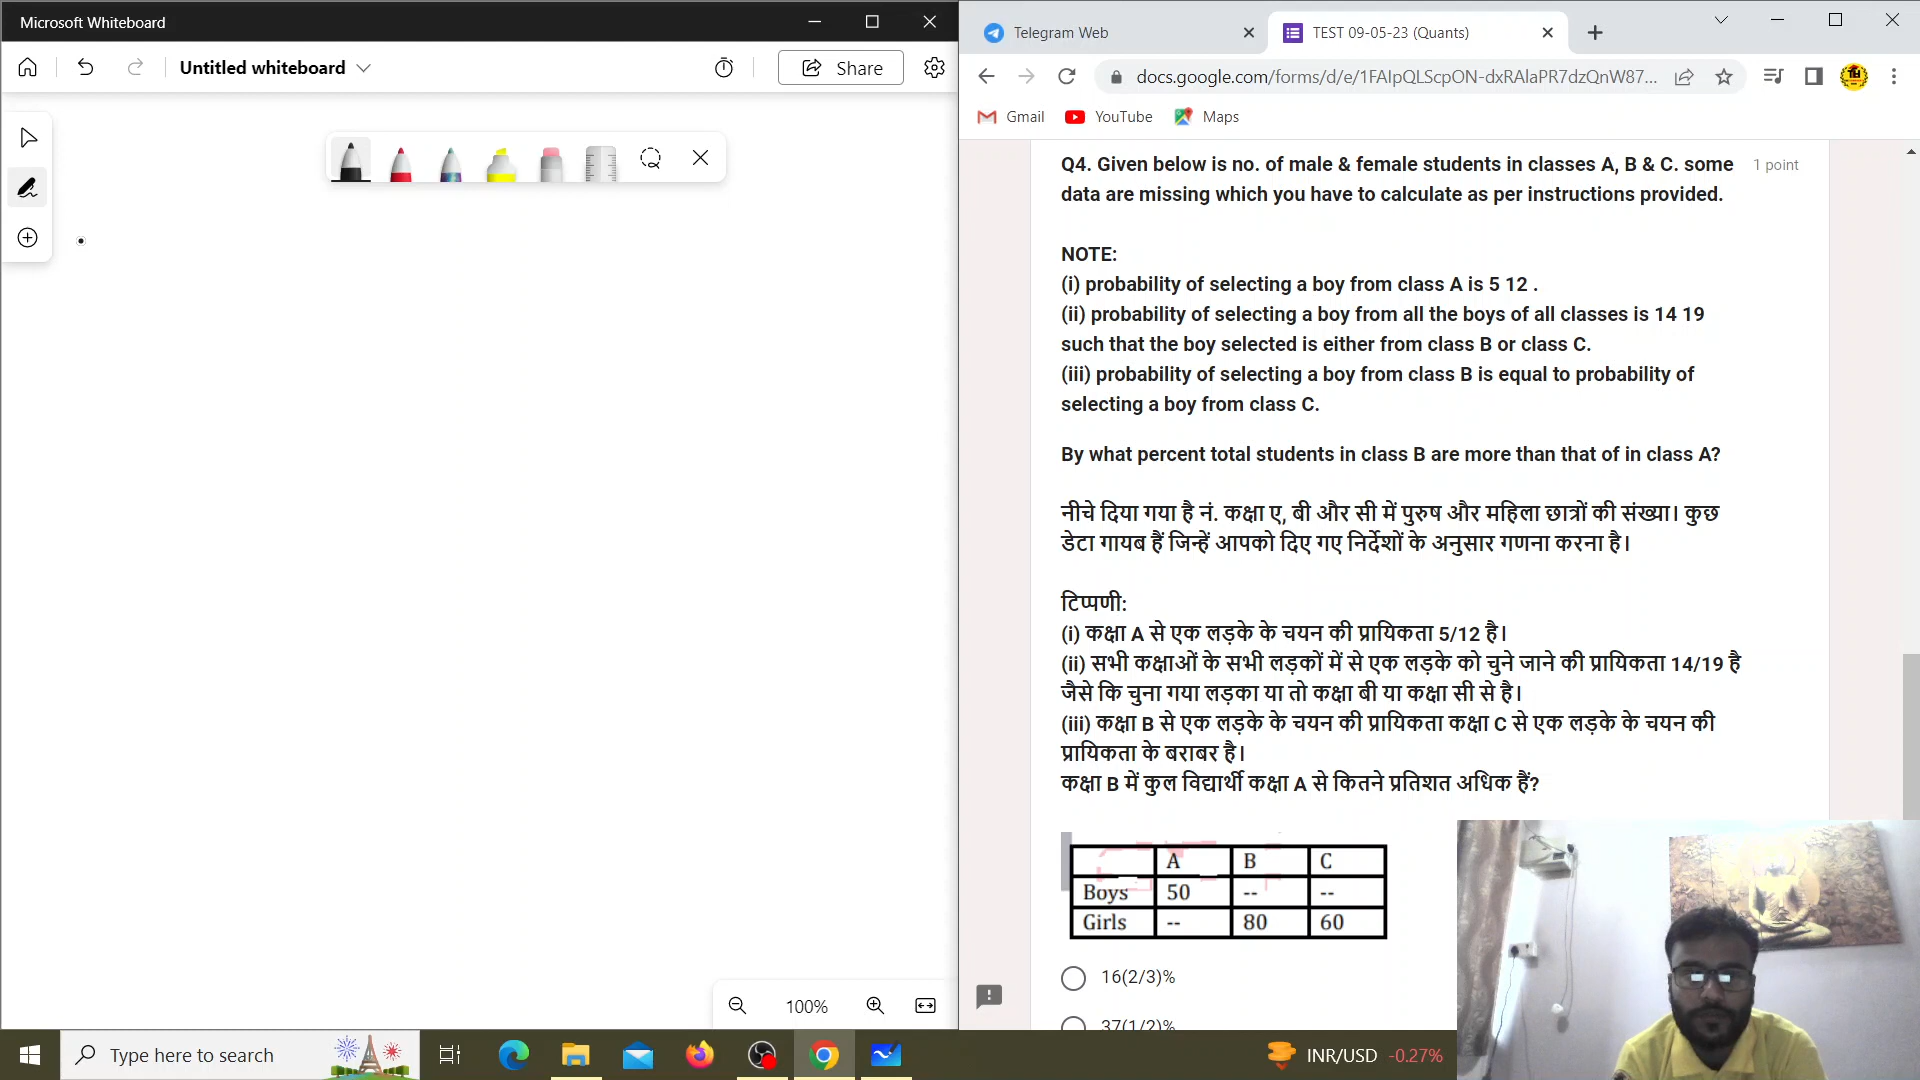 Microsoft Whiteboard
Untitled whiteboard
Share
100%
Telegram Web
TEST 09-05-23 (Quants)
docs.google.com/forms/d/e/1FAIpQLScpON-dxRAlaPR7dzQnW87...
Gmail
YouTube
Maps
Q4. Given below is no. of male & female students in classes A, B & C. some
1 point
data are missing which you have to calculate as per instructions provided.
NOTE:
(i) probability of selecting a boy from class A is 5 12 .
(ii) probability of selecting a boy from all the boys of all classes is 14 19
such that the boy selected is either from class B or class C.
(iii) probability of selecting a boy from class B is equal to probability of
selecting a boy from class C.
By what percent total students in class B are more than that of in class A?
नीचे दिया गया है नं. कक्षा ए, बी और सी में पुरुष और महिला छात्रों की संख्या। कुछ
डेटा गायब हैं जिन्हें आपको दिए गए निर्देशों के अनुसार गणना करना है।
टिप्पणी:
(i) कक्षा A से एक लड़के के चयन की प्रायिकता 5/12 है।
(ii) सभी कक्षाओं के सभी लड़कों में से एक लड़के को चुने जाने की प्रायिकता 14/19 है
जैसे कि चुना गया लड़का या तो कक्षा बी या कक्षा सी से है।
(iii) कक्षा B से एक लड़के के चयन की प्रायिकता कक्षा C से एक लड़के के चयन की
प्रायिकता के बराबर है।
कक्षा B में कुल विद्यार्थी कक्षा A से कितने प्रतिशत अधिक हैं?
A B C
Boys 50 -- --
Girls -- 80 60
16(2/3)%
37(1/2)%
Type here to search
INR/USD -0.27%